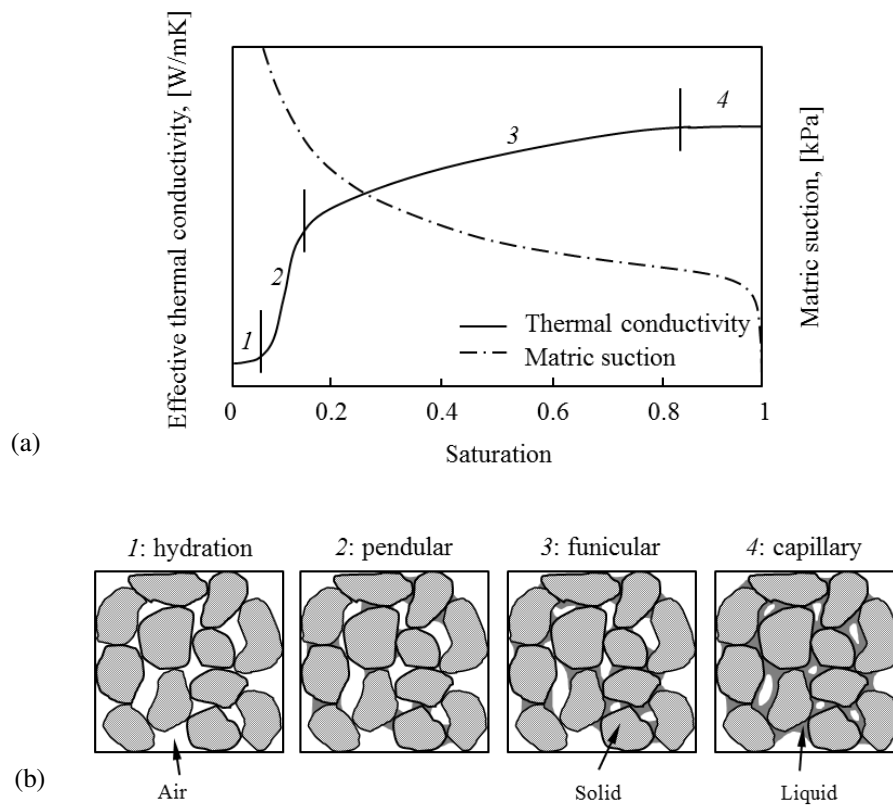 Effective thermal conductivity, [W/mK]
Matric suction, [kPa]
1
2
3
4
Thermal conductivity
Matric suction
0 0.2 0.4 0.6 0.8 1
Saturation
(a)
1: hydration 2: pendular 3: funicular 4: capillary
(b)
Air Solid Liquid